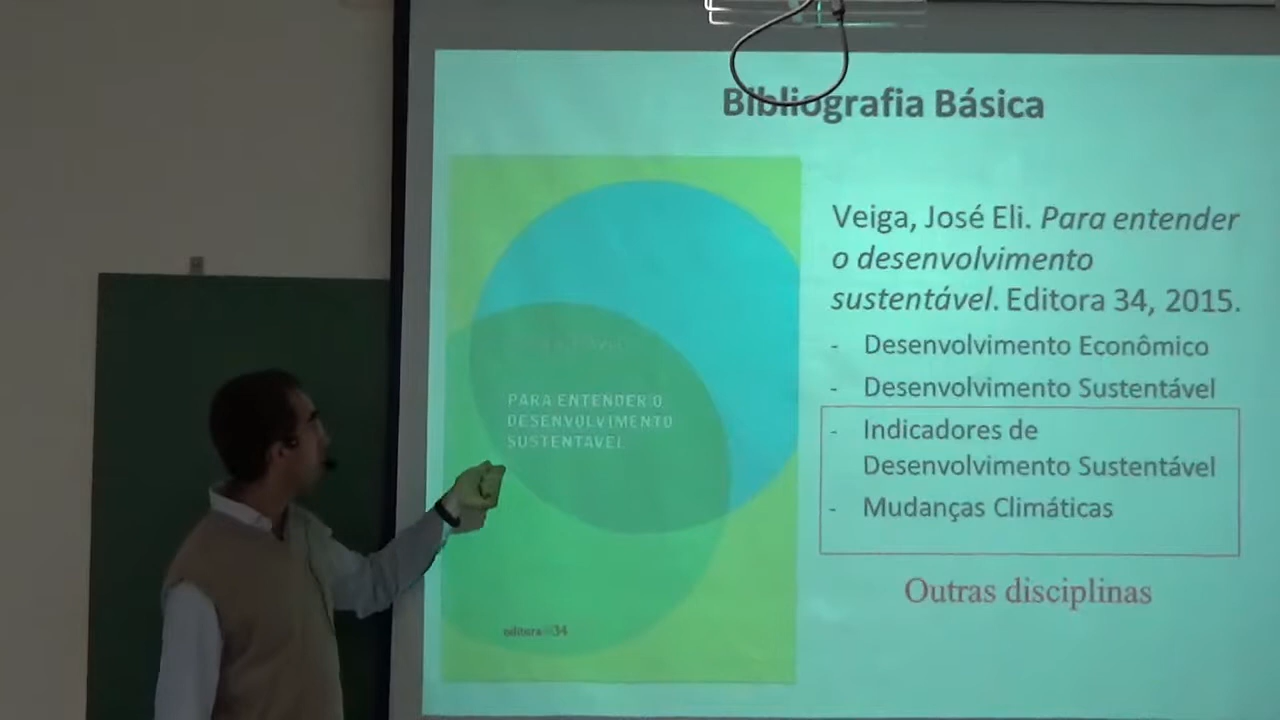 Bibliografia Básica
PARA ENTENDER O
DESENVOLVIMENTO
SUSTENTÁVEL
editora 34
Veiga, José Eli. Para entender
o desenvolvimento
sustentável. Editora 34, 2015.
- Desenvolvimento Econômico
- Desenvolvimento Sustentável
- Indicadores de
Desenvolvimento Sustentável
- Mudanças Climáticas
Outras disciplinas